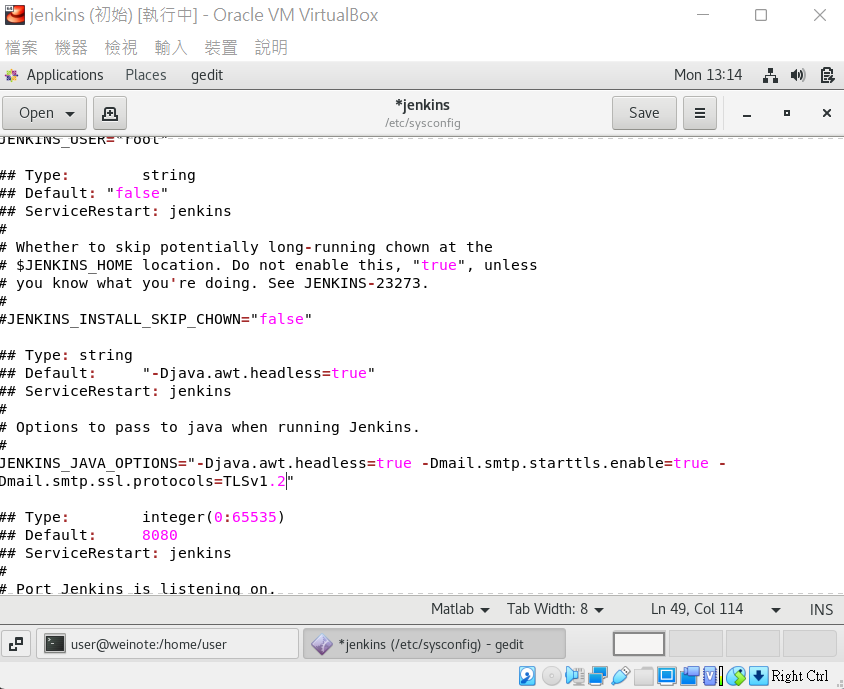 jenkins (初始) [執行中] - Oracle VM VirtualBox
檔案 機器 檢視 輸入 裝置 說明
Applications Places gedit Mon 13:14
Open *jenkins Save
/etc/sysconfig
JENKINS_USER="root"
## Type: string
## Default: "false"
## ServiceRestart: jenkins
#
# Whether to skip potentially long-running chown at the
# $JENKINS_HOME location. Do not enable this, "true", unless
# you know what you're doing. See JENKINS-23273.
#
#JENKINS_INSTALL_SKIP_CHOWN="false"
## Type: string
## Default: "-Djava.awt.headless=true"
## ServiceRestart: jenkins
#
# Options to pass to java when running Jenkins.
#
JENKINS_JAVA_OPTIONS="-Djava.awt.headless=true -Dmail.smtp.starttls.enable=true -
Dmail.smtp.ssl.protocols=TLSv1.2"
## Type: integer(0:65535)
## Default: 8080
## ServiceRestart: jenkins
#
# Port Jenkins is listening on.
Matlab Tab Width: 8 Ln 49, Col 114 INS
user@weinote:/home/user *jenkins (/etc/sysconfig) - gedit
Right Ctrl